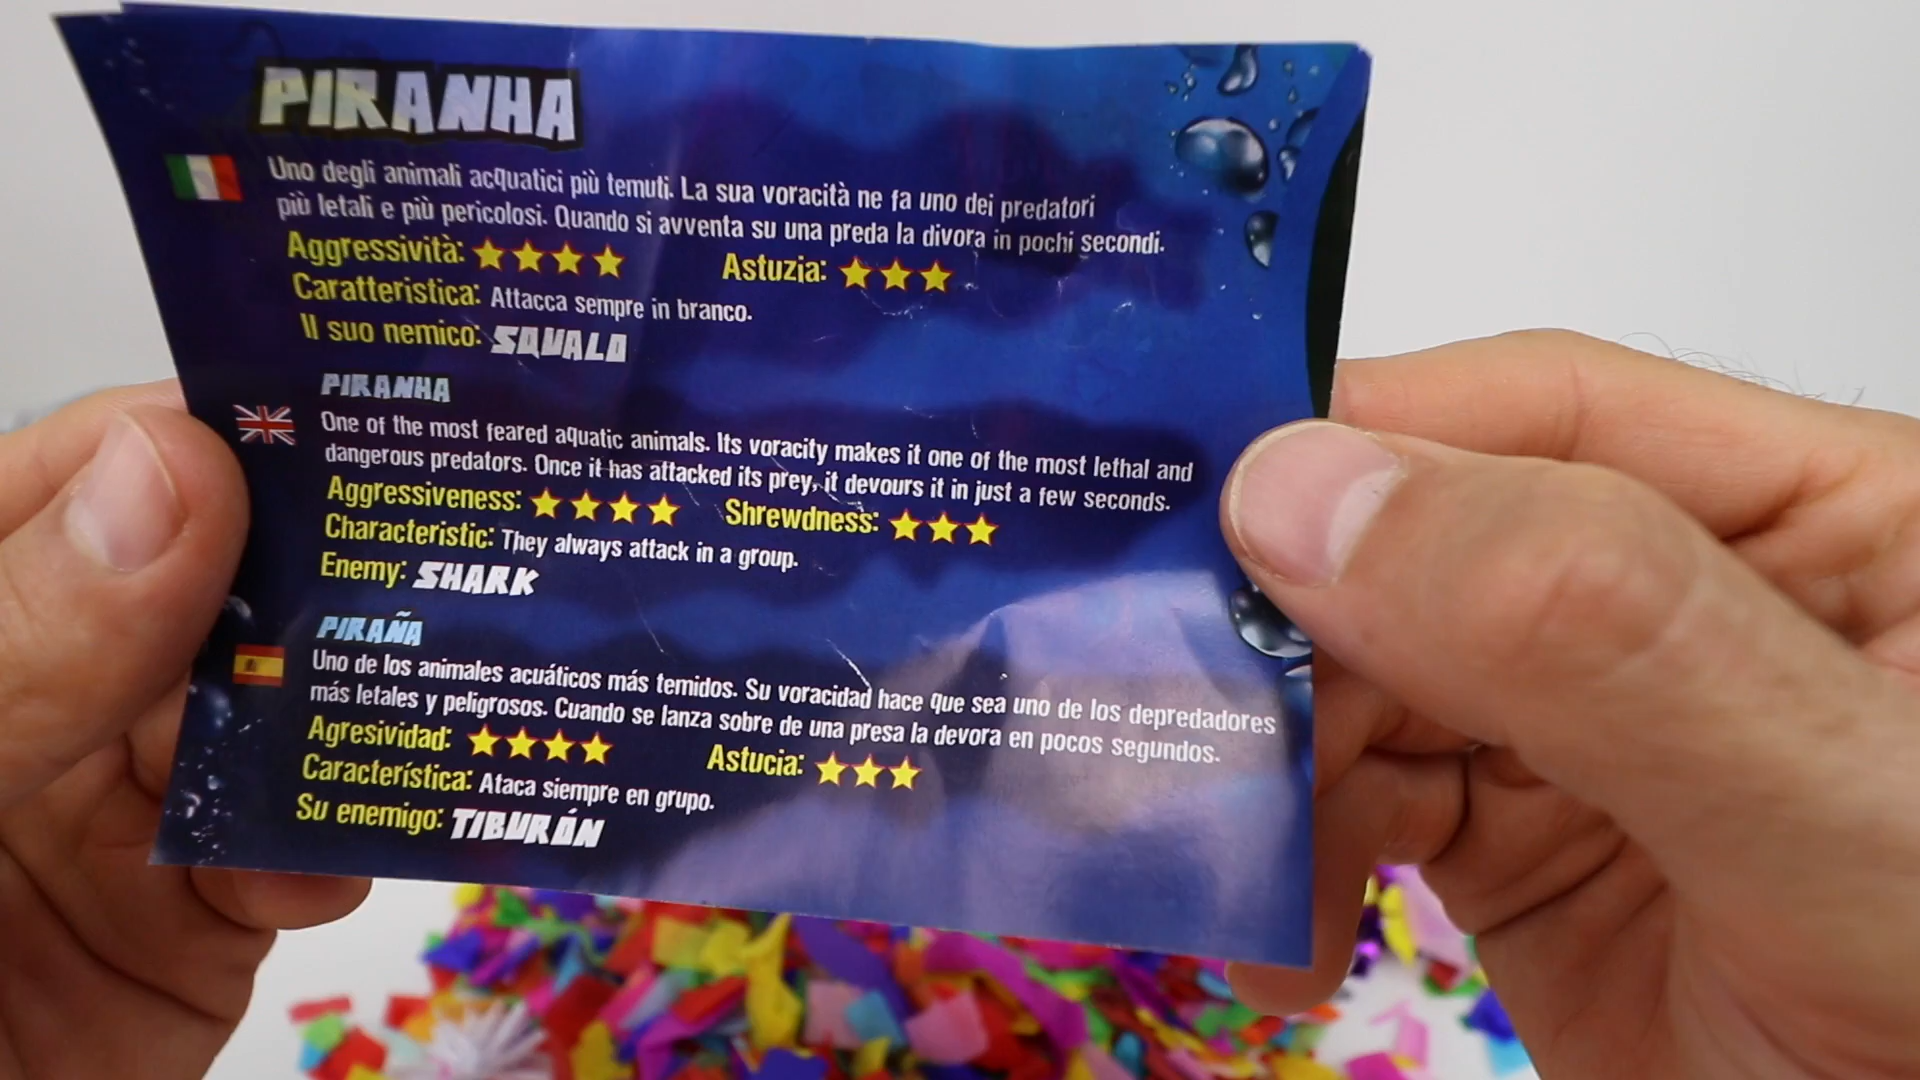 PIRANHA
Uno degli animali acquatici più temuti. La sua voracità ne fa uno dei predatori
più letali e più pericolosi. Quando si avventa su una preda la divora in pochi secondi.
Aggressività: ★★★★ Astuzia: ★★★
Caratteristica: Attacca sempre in branco.
Il suo nemico: SQUALO
PIRANHA
One of the most feared aquatic animals. Its voracity makes it one of the most lethal and
dangerous predators. Once it has attacked its prey, it devours it in just a few seconds.
Aggressiveness: ★★★★ Shrewdness: ★★★
Characteristic: They always attack in a group.
Enemy: SHARK
PIRAÑA
Uno de los animales acuáticos más temidos. Su voracidad hace que sea uno de los depredadores
más letales y peligrosos. Cuando se lanza sobre de una presa la devora en pocos segundos.
Agresividad: ★★★★ Astucia: ★★★
Característica: Ataca siempre en grupo.
Su enemigo: TIBURÓN